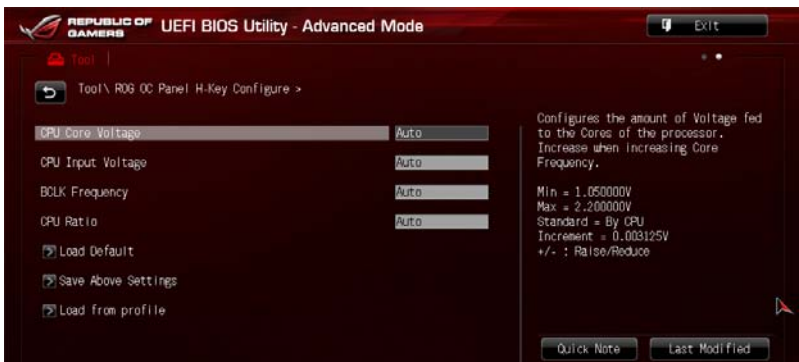 REPUBLIC OF
GAMERS
UEFI BIOS Utility - Advanced Mode
Exit
Tool
Tool\ ROG OC Panel H-Key Configure >
CPU Core Voltage Auto
CPU Input Voltage Auto
BCLK Frequency Auto
CPU Ratio Auto
Load Default
Save Above Settings
Load from profile
Configures the amount of Voltage fed
to the Cores of the processor.
Increase when increasing Core
Frequency.
Min = 1.050000V
Max = 2.200000V
Standard = By CPU
Increment = 0.003125V
+/- : Raise/Reduce
Quick Note
Last Modified